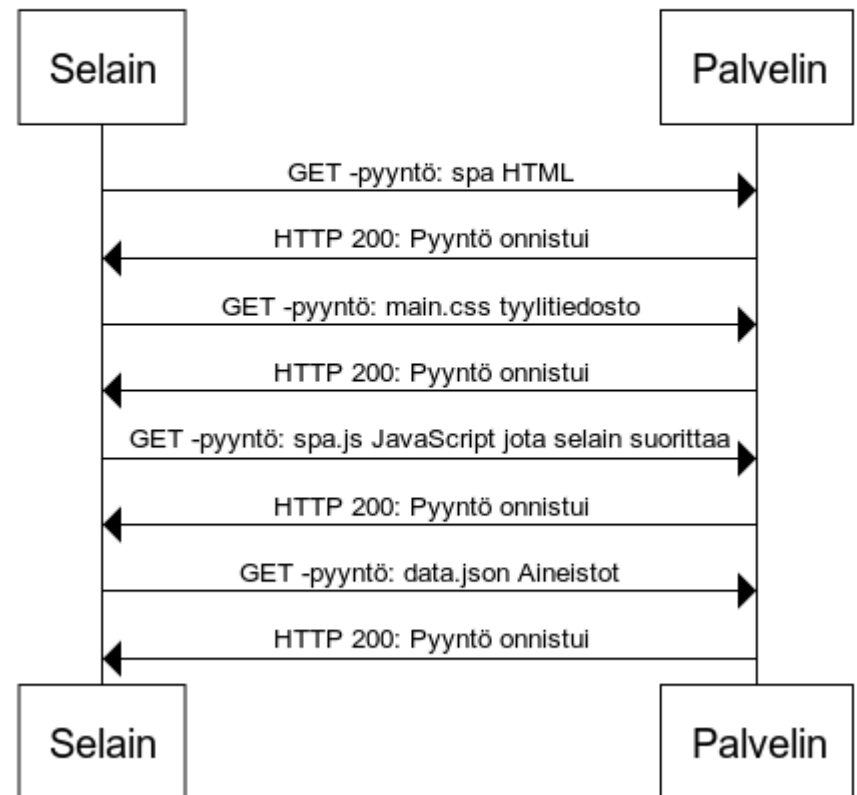 Selain
Palvelin
GET -pyyntö: spa HTML
HTTP 200: Pyyntö onnistui
GET -pyyntö: main.css tyylitiedosto
HTTP 200: Pyyntö onnistui
GET -pyyntö: spa.js JavaScript jota selain suorittaa
HTTP 200: Pyyntö onnistui
GET -pyyntö: data.json Aineistot
HTTP 200: Pyyntö onnistui
Selain
Palvelin